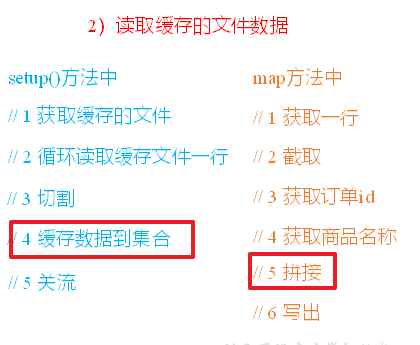 2）读取缓存的文件数据
setup()方法中
// 1 获取缓存的文件
// 2 循环读取缓存文件一行
// 3 切割
// 4 缓存数据到集合
// 5 关流
map方法中
// 1 获取一行
// 2 截取
// 3 获取订单id
// 4 获取商品名称
// 5 拼接
// 6 写出